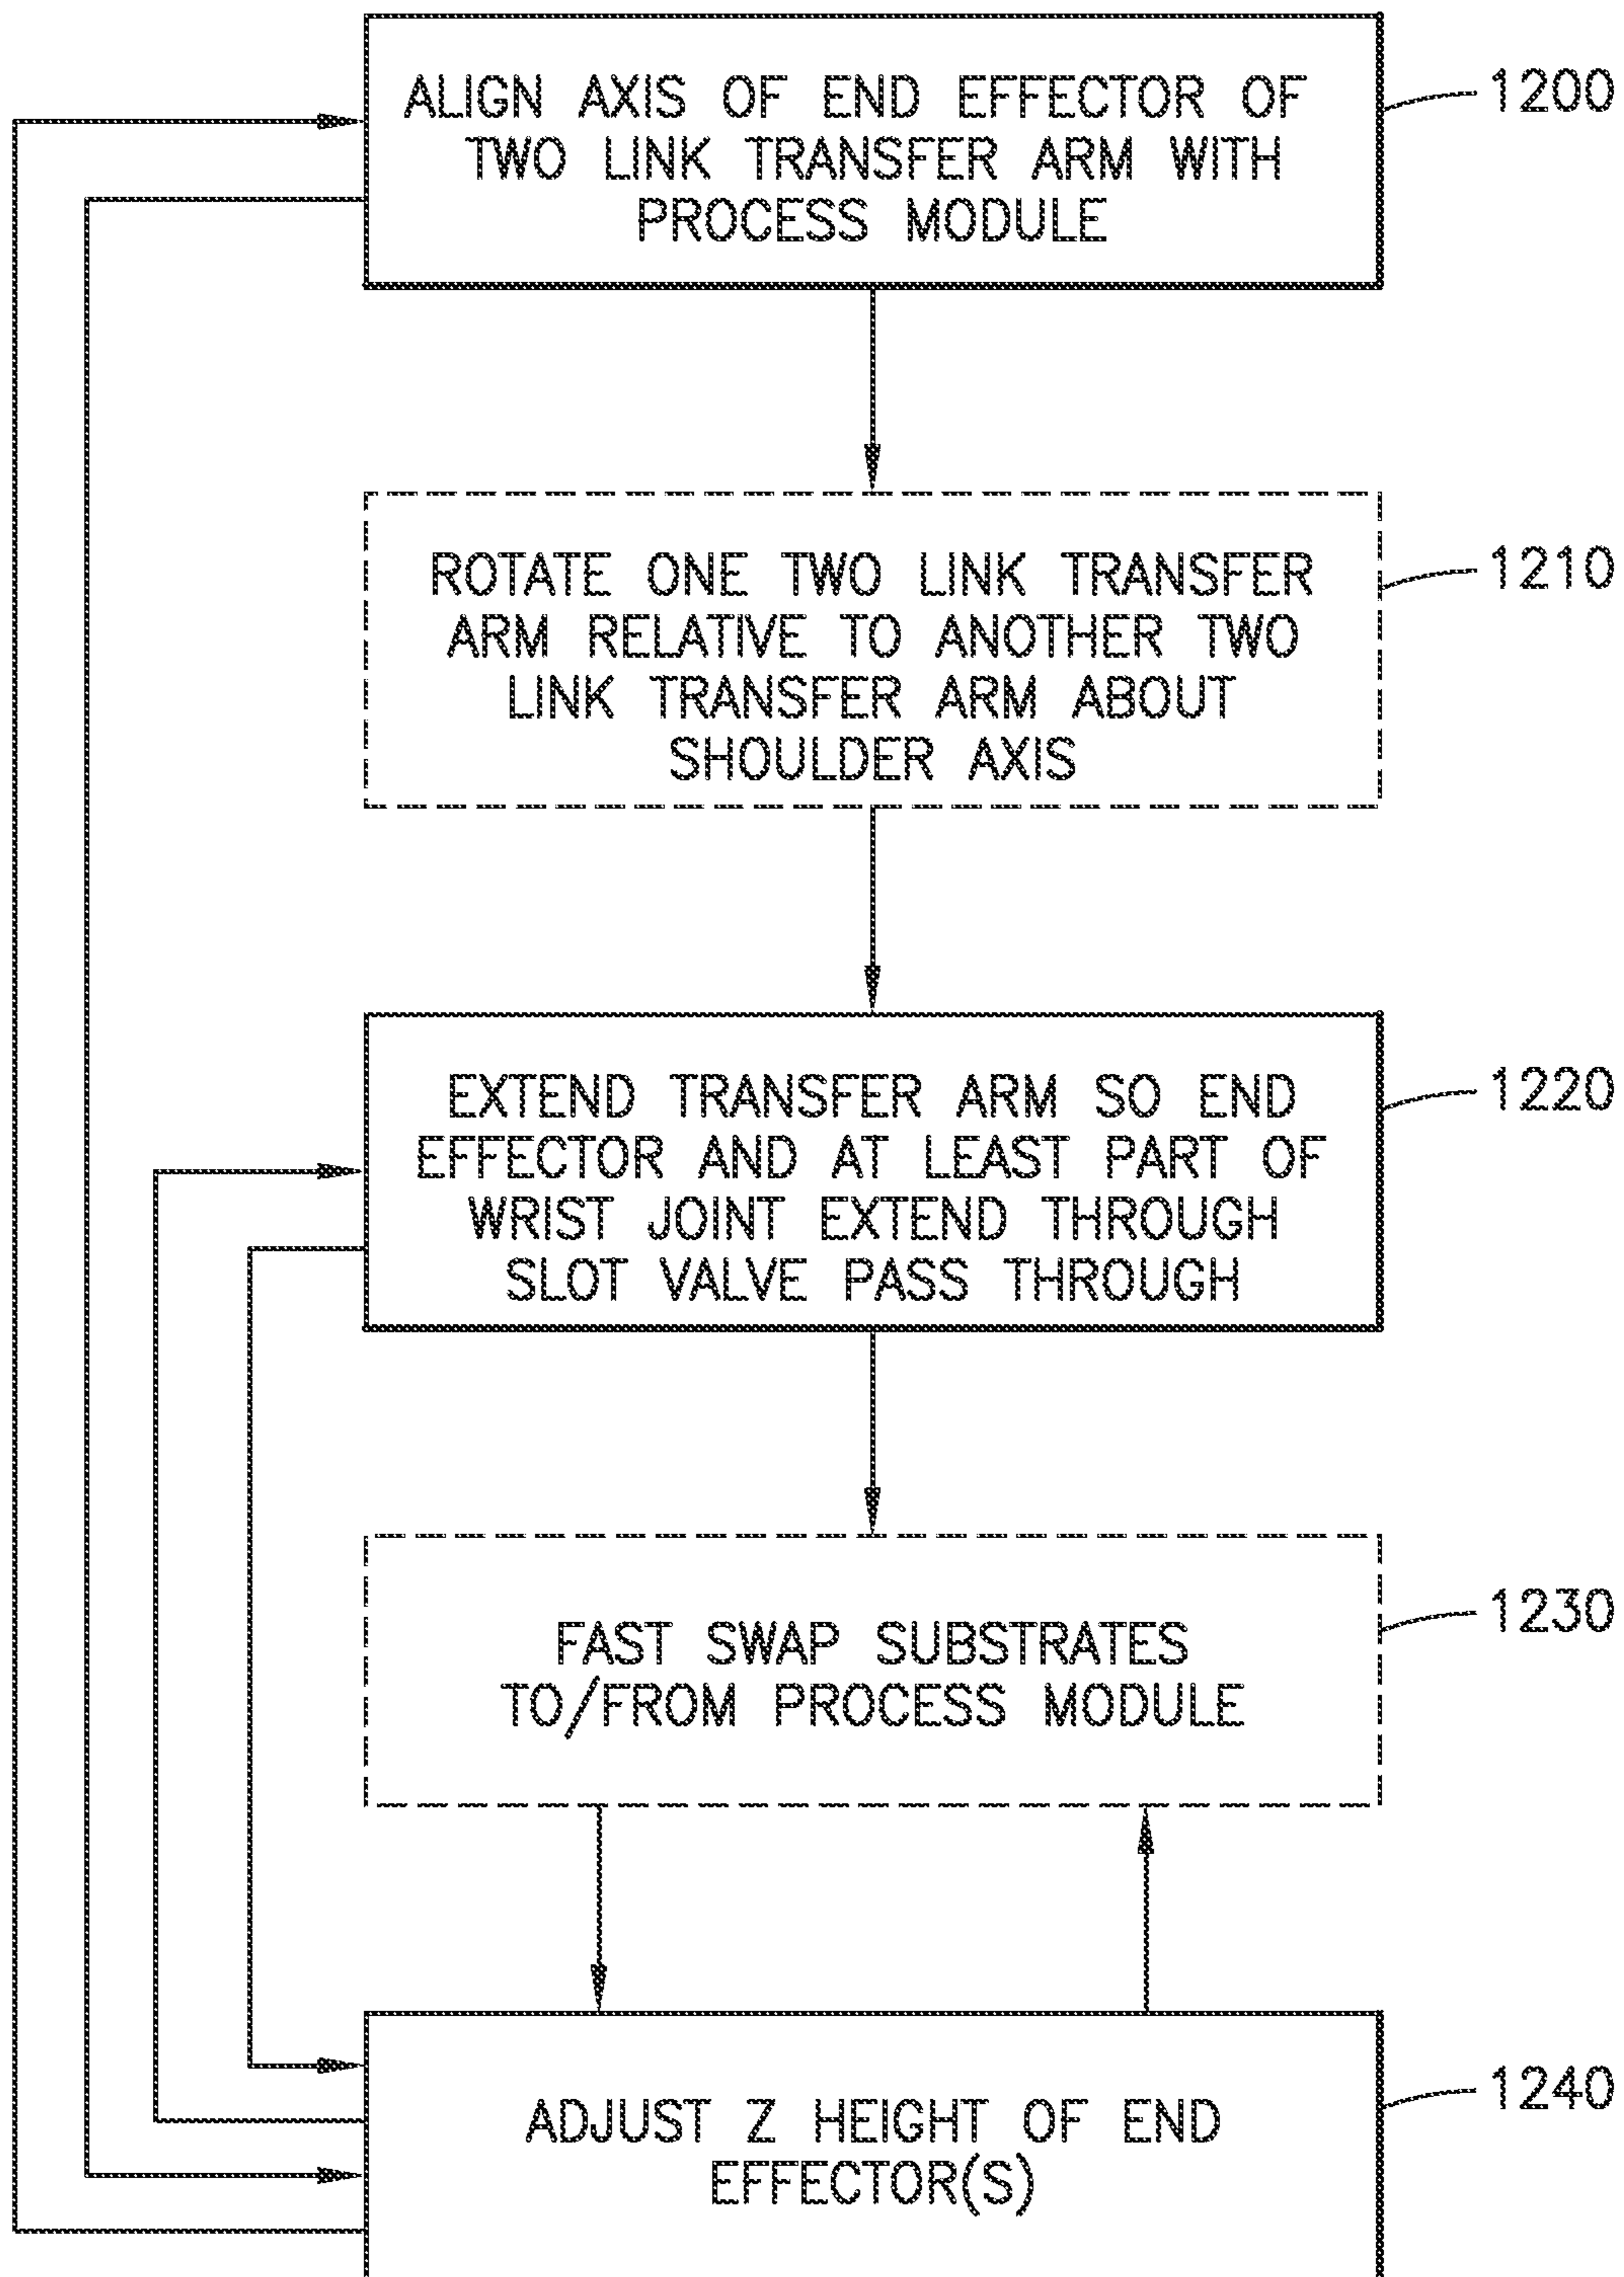 ALIGN AXIS OF END EFFECTOR OF
TWO LINK TRANSFER ARM WITH
PROCESS MODULE
1200
ROTATE ONE TWO LINK TRANSFER
ARM RELATIVE TO ANOTHER TWO
LINK TRANSFER ARM ABOUT
SHOULDER AXIS
1210
EXTEND TRANSFER ARM SO END
EFFECTOR AND AT LEAST PART OF
WRIST JOINT EXTEND THROUGH
SLOT VALVE PASS THROUGH
1220
FAST SWAP SUBSTRATES
TO/FROM PROCESS MODULE
1230
ADJUST Z HEIGHT OF END
EFFECTOR(S)
1240